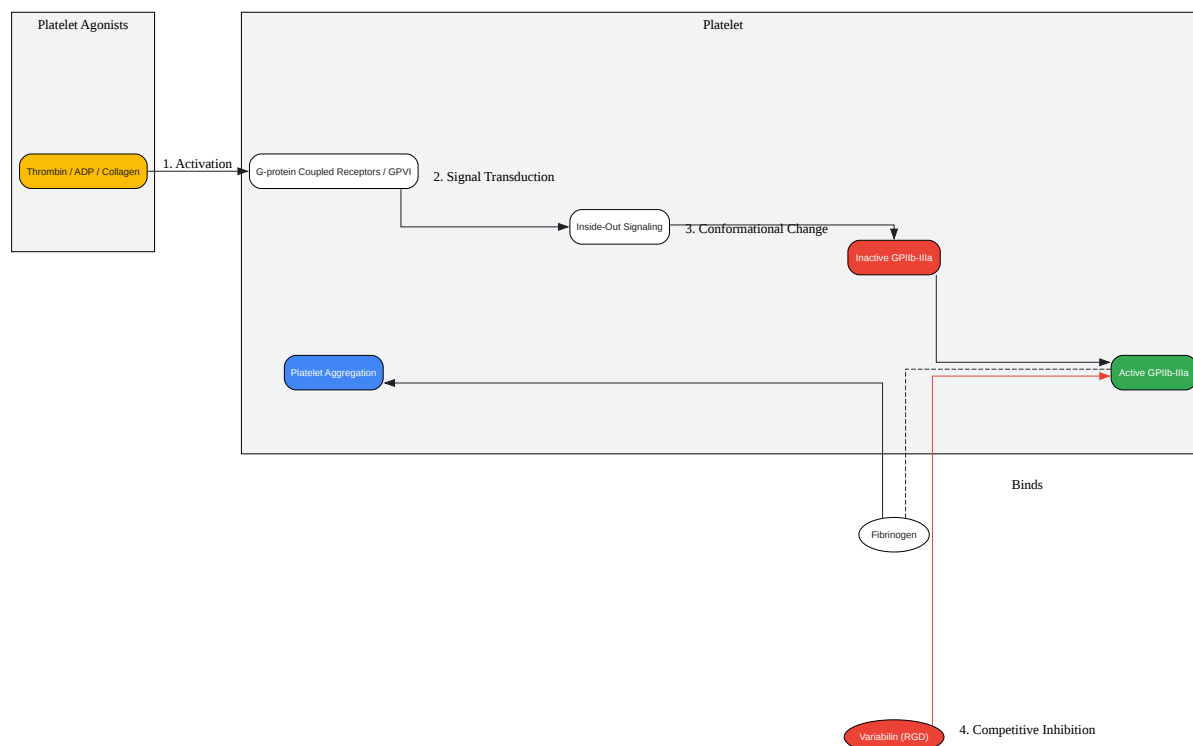 Platelet Agonists
Platelet
Thrombin / ADP / Collagen
1. Activation
G-protein Coupled Receptors / GPVI
2. Signal Transduction
Inside-Out Signaling
3. Conformational Change
Inactive GPIIb-IIIa
Platelet Aggregation
Active GPIIb-IIIa
Binds
Fibrinogen
Variabilin (RGD)
4. Competitive Inhibition